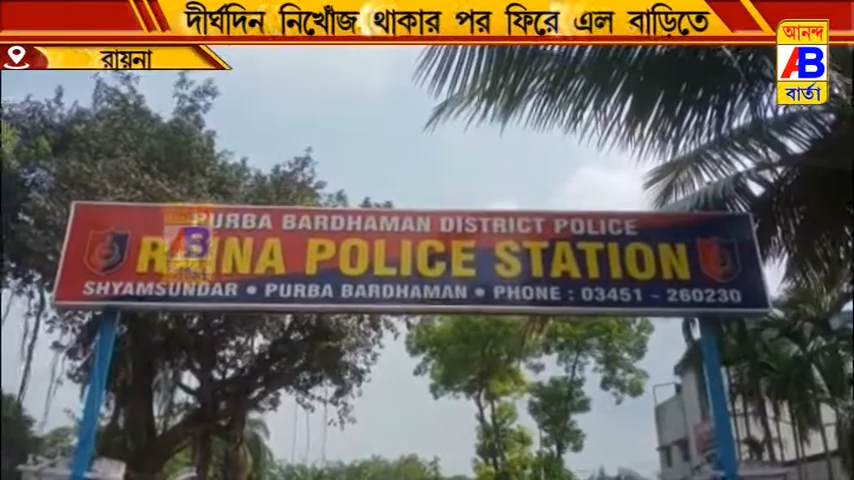 দীর্ঘদিন নিখোঁজ থাকার পর ফিরে এল বাড়িতে
রায়না
আনন্দ
AB
বার্তা
PURBA BARDHAMAN DISTRICT POLICE
POLICE STATION
SHYAMSUNDAR • PURBA BARDHAMAN • PHONE : 03451 - 260230